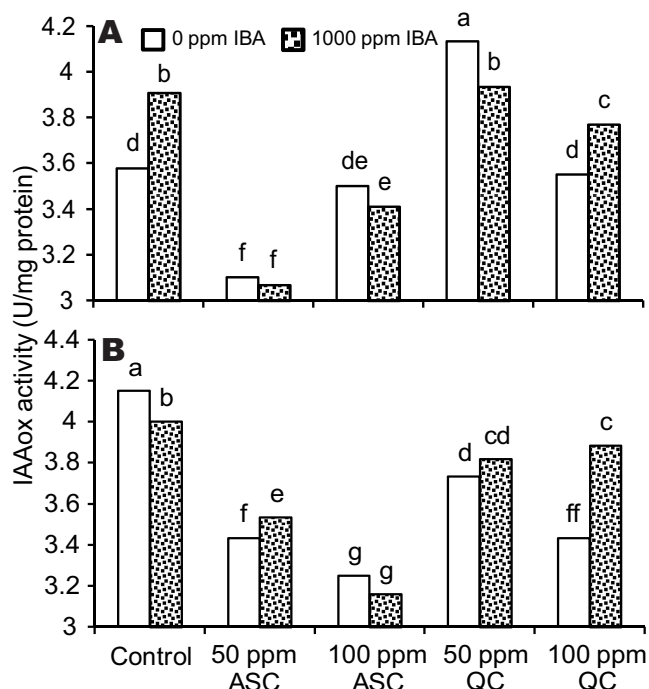 A 0 ppm IBA 1000 ppm IBA
IAAox activity (U/mg protein)
4.2
4
3.8
3.6
3.4
3.2
3
d b f f de e a b d c
B
4.4
4.2
4
3.8
3.6
3.4
3.2
3
a b f e g g d cd ff c
Control 50 ppm 100 ppm 50 ppm 100 ppm
ASC ASC QC QC